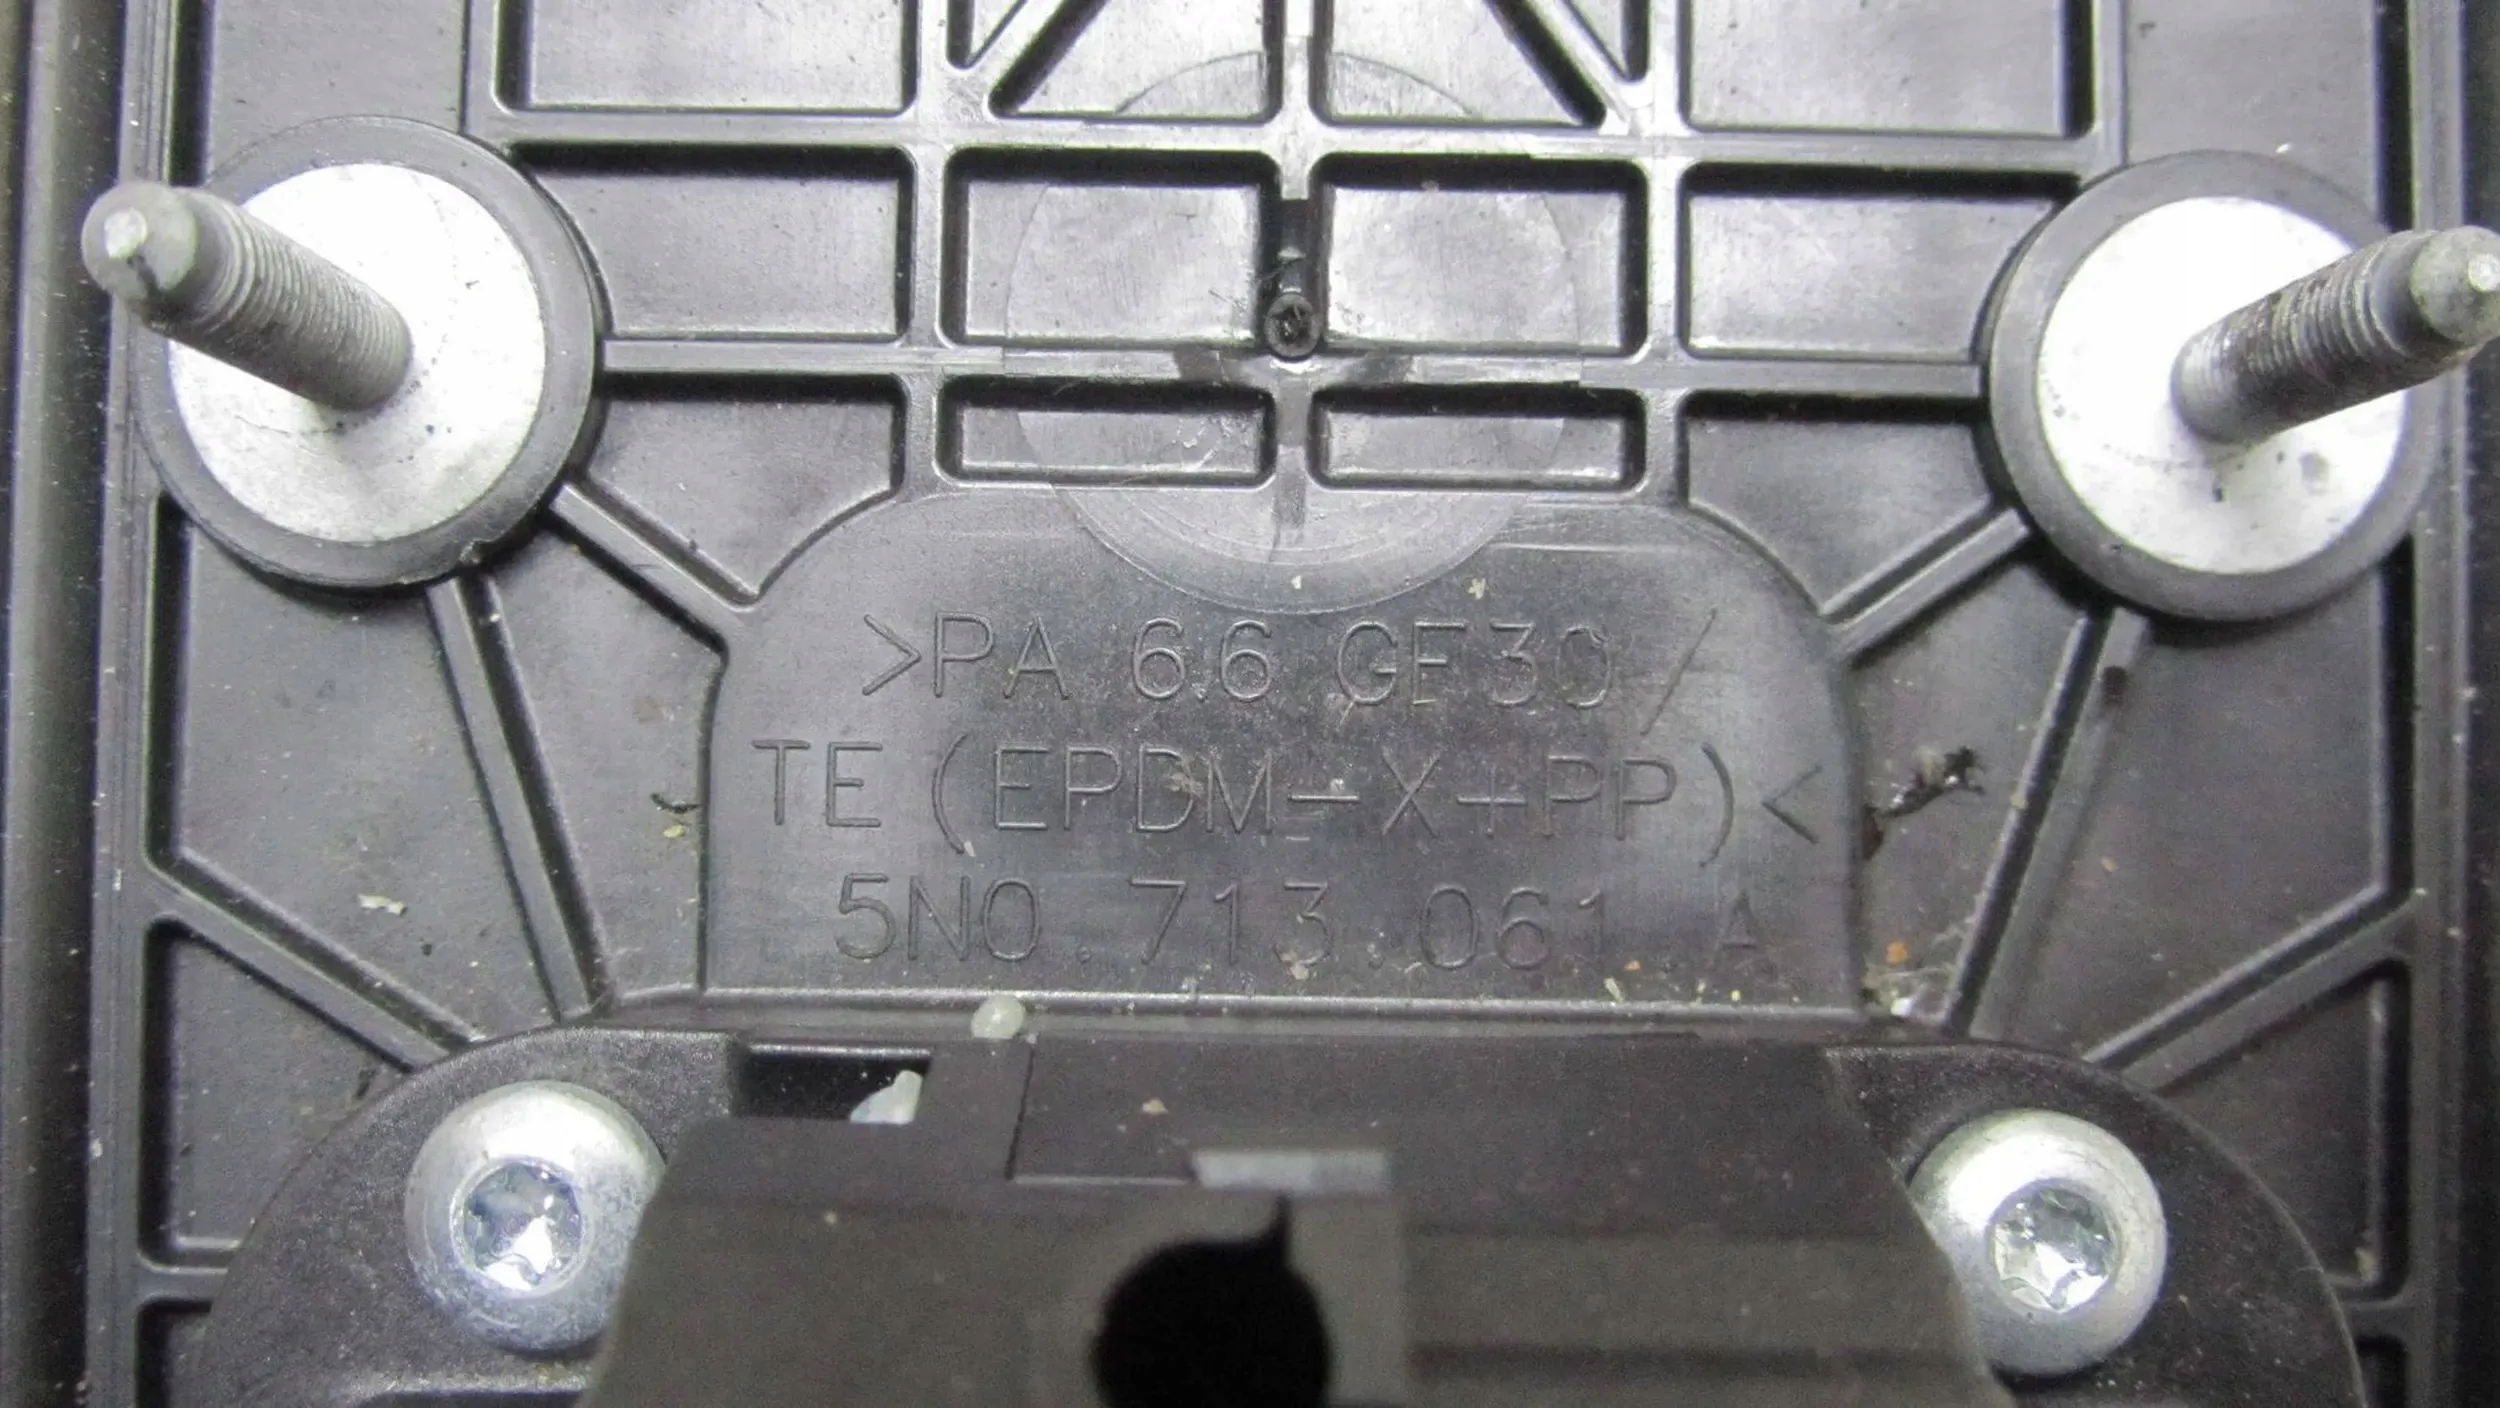 >PA 6.6 GF30/
TE(EPDM-X+PP)<
5N0.713.061.A